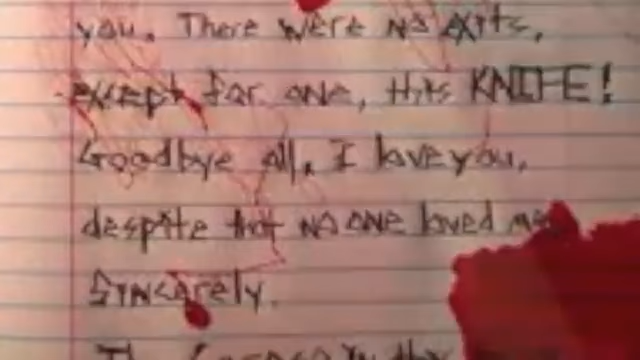 you. There were no exits,
except for one, this KNIFE!
Goodbye all, I love you,
despite that no one loved me
Sincerely.